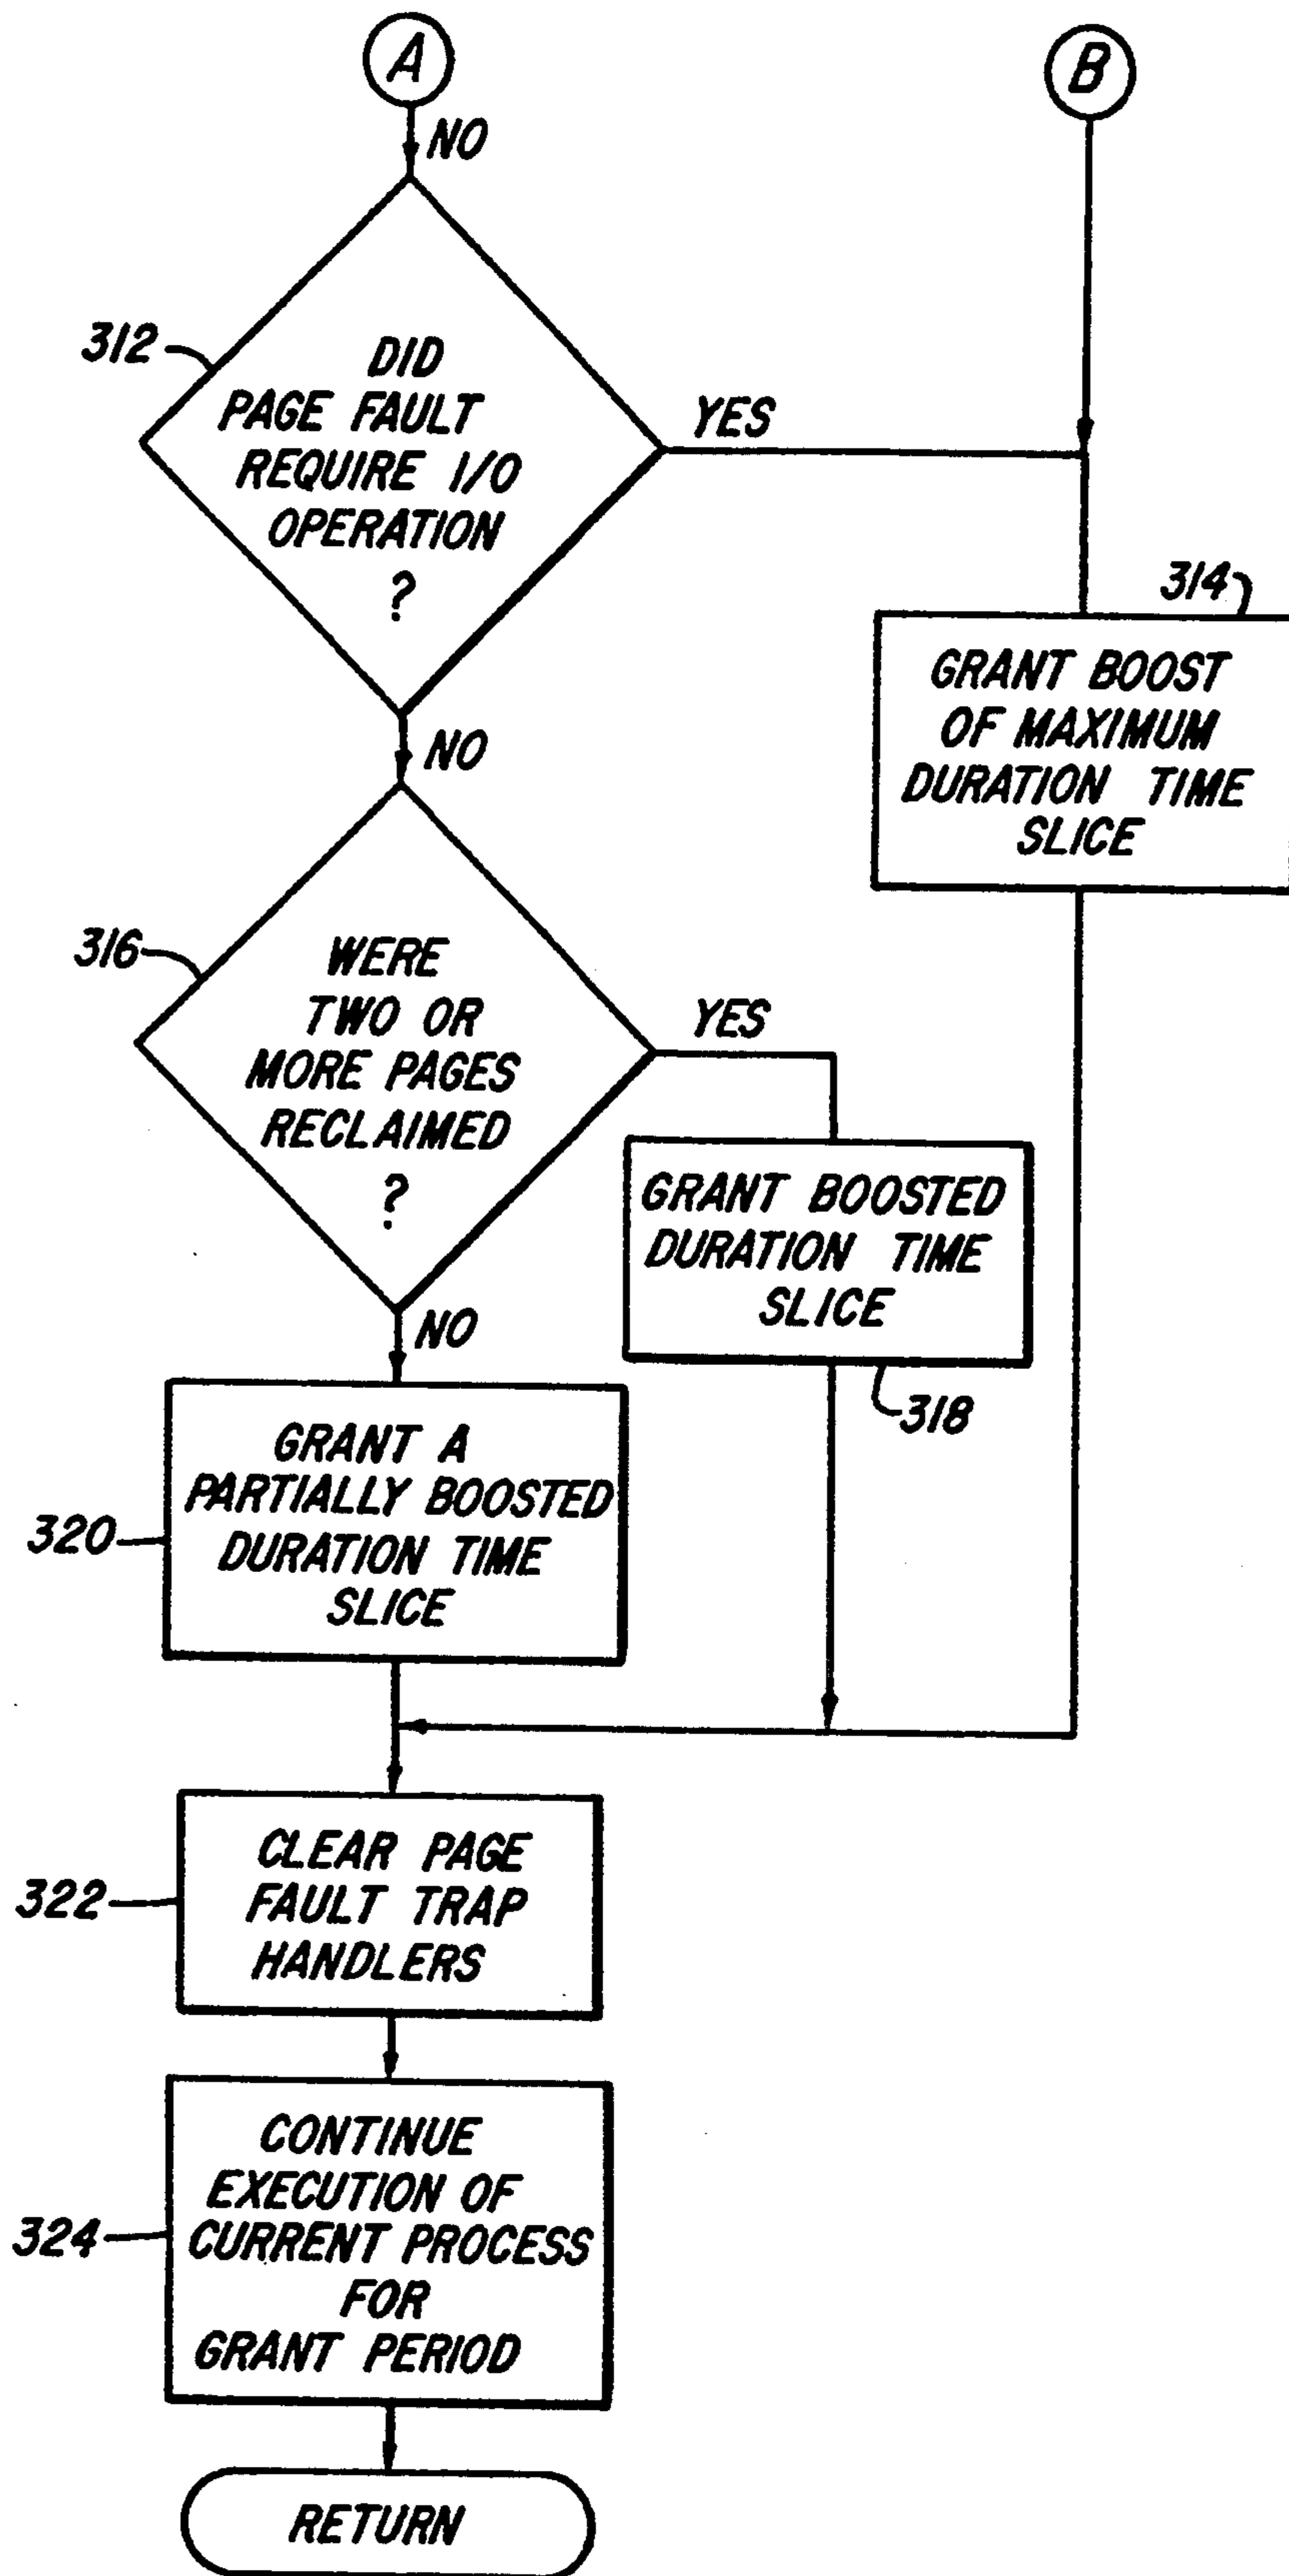 A
B
NO
312
DID
PAGE FAULT
REQUIRE I/O
OPERATION
?
YES
314
GRANT BOOST
OF MAXIMUM
DURATION TIME
SLICE
NO
316
WERE
TWO OR
MORE PAGES
RECLAIMED
?
YES
GRANT BOOSTED
DURATION TIME
SLICE
318
NO
320
GRANT A
PARTIALLY BOOSTED
DURATION TIME
SLICE
322
CLEAR PAGE
FAULT TRAP
HANDLERS
324
CONTINUE
EXECUTION OF
CURRENT PROCESS
FOR
GRANT PERIOD
RETURN